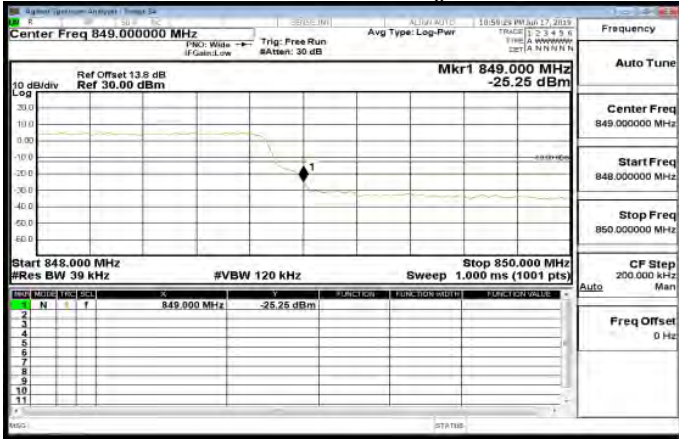 Agilent Spectrum Analyzer - Swept SA
SENSE:INT ALIGN AUTO 10:58:29 PM Jun 17, 2019
Center Freq 849.000000 MHz
PNO: Wide Trig: Free Run Avg Type: Log-Pwr TRACE 1 2 3 4 5 6
IFGain:Low #Atten: 30 dB TYPE
DET A N N N N N
Frequency
Auto Tune
Ref Offset 13.8 dB Mkr1 849.000 MHz
10 dB/div Ref 30.00 dBm -25.25 dBm
Log
20.0
10.0
0.00
-10.0
-20.0
-40.0
-50.0
-60.0
1
Center Freq
849.000000 MHz
Start Freq
848.000000 MHz
Stop Freq
850.000000 MHz
CF Step
200.000 kHz
Auto Man
Freq Offset
0 Hz
Start 848.000 MHz Stop 850.000 MHz
#Res BW 39 kHz #VBW 120 kHz Sweep 1.000 ms (1001 pts)
MKR MODE TRC SCL X Y FUNCTION FUNCTION WIDTH FUNCTION VALUE
1 N 1 f 849.000 MHz -25.25 dBm
2
3
4
5
6
7
8
9
10
11
MSG STATUS